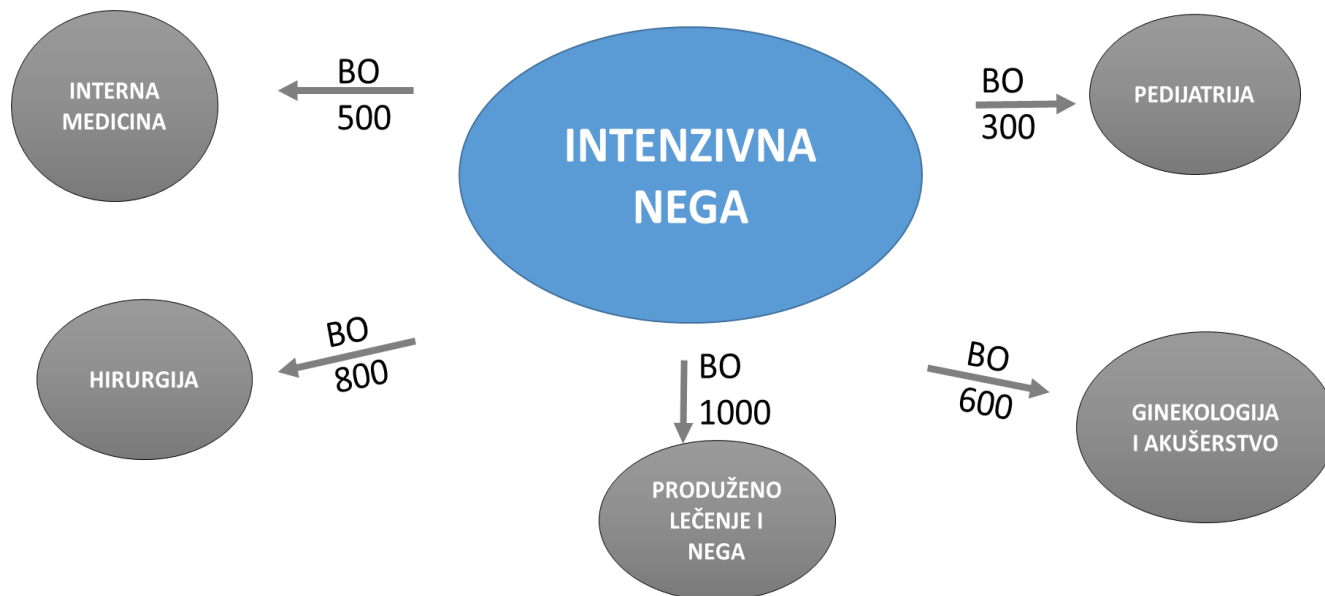 INTERNA
MEDICINA
BO
500
INTENZIVNA
NEGA
BO
300
PEDIJATRIJA
HIRURGIJA
BO
800
BO
1000
BO
600
GINEKOLOGIJA
I AKUŠERSTVO
PRODUŽENO
LEČENJE I
NEGA